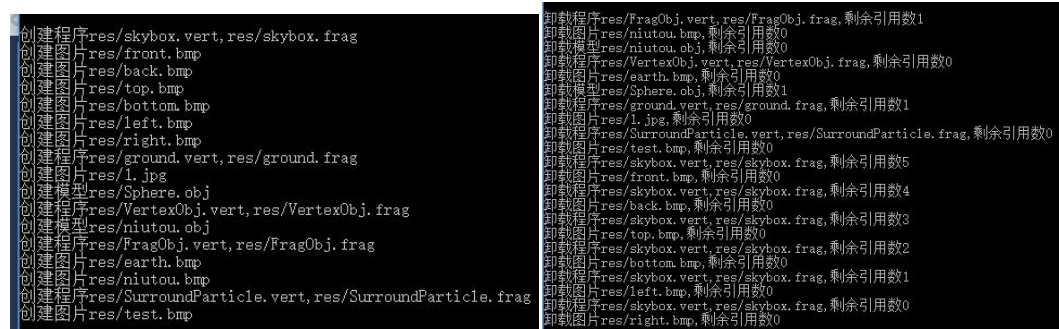 创建程序res/skybox.vert,res/skybox.frag
创建图片res/front.bmp
创建图片res/back.bmp
创建图片res/top.bmp
创建图片res/bottom.bmp
创建图片res/left.bmp
创建图片res/right.bmp
创建程序res/ground.vert,res/ground.frag
创建图片res/1.jpg
创建模型res/Sphere.obj
创建程序res/VertexObj.vert,res/VertexObj.frag
创建模型res/niutou.obj
创建程序res/FragObj.vert,res/FragObj.frag
创建图片res/earth.bmp
创建图片res/niutou.bmp
创建程序res/SurroundParticle.vert,res/SurroundParticle.frag
创建图片res/test.bmp
卸载程序res/FragObj.vert,res/FragObj.frag,剩余引用数1
卸载图片res/niutou.bmp,剩余引用数0
卸载模型res/niutou.obj,剩余引用数0
卸载程序res/VertexObj.vert,res/VertexObj.frag,剩余引用数0
卸载图片res/earth.bmp,剩余引用数0
卸载模型res/Sphere.obj,剩余引用数1
卸载程序res/ground.vert,res/ground.frag,剩余引用数1
卸载图片res/1.jpg,剩余引用数0
卸载程序res/SurroundParticle.vert,res/SurroundParticle.frag,剩余引用数0
卸载图片res/test.bmp,剩余引用数0
卸载程序res/skybox.vert,res/skybox.frag,剩余引用数5
卸载图片res/front.bmp,剩余引用数0
卸载程序res/skybox.vert,res/skybox.frag,剩余引用数4
卸载图片res/back.bmp,剩余引用数0
卸载程序res/skybox.vert,res/skybox.frag,剩余引用数3
卸载图片res/top.bmp,剩余引用数0
卸载程序res/skybox.vert,res/skybox.frag,剩余引用数2
卸载图片res/bottom.bmp,剩余引用数0
卸载程序res/skybox.vert,res/skybox.frag,剩余引用数1
卸载图片res/left.bmp,剩余引用数0
卸载程序res/skybox.vert,res/skybox.frag,剩余引用数0
卸载图片res/right.bmp,剩余引用数0